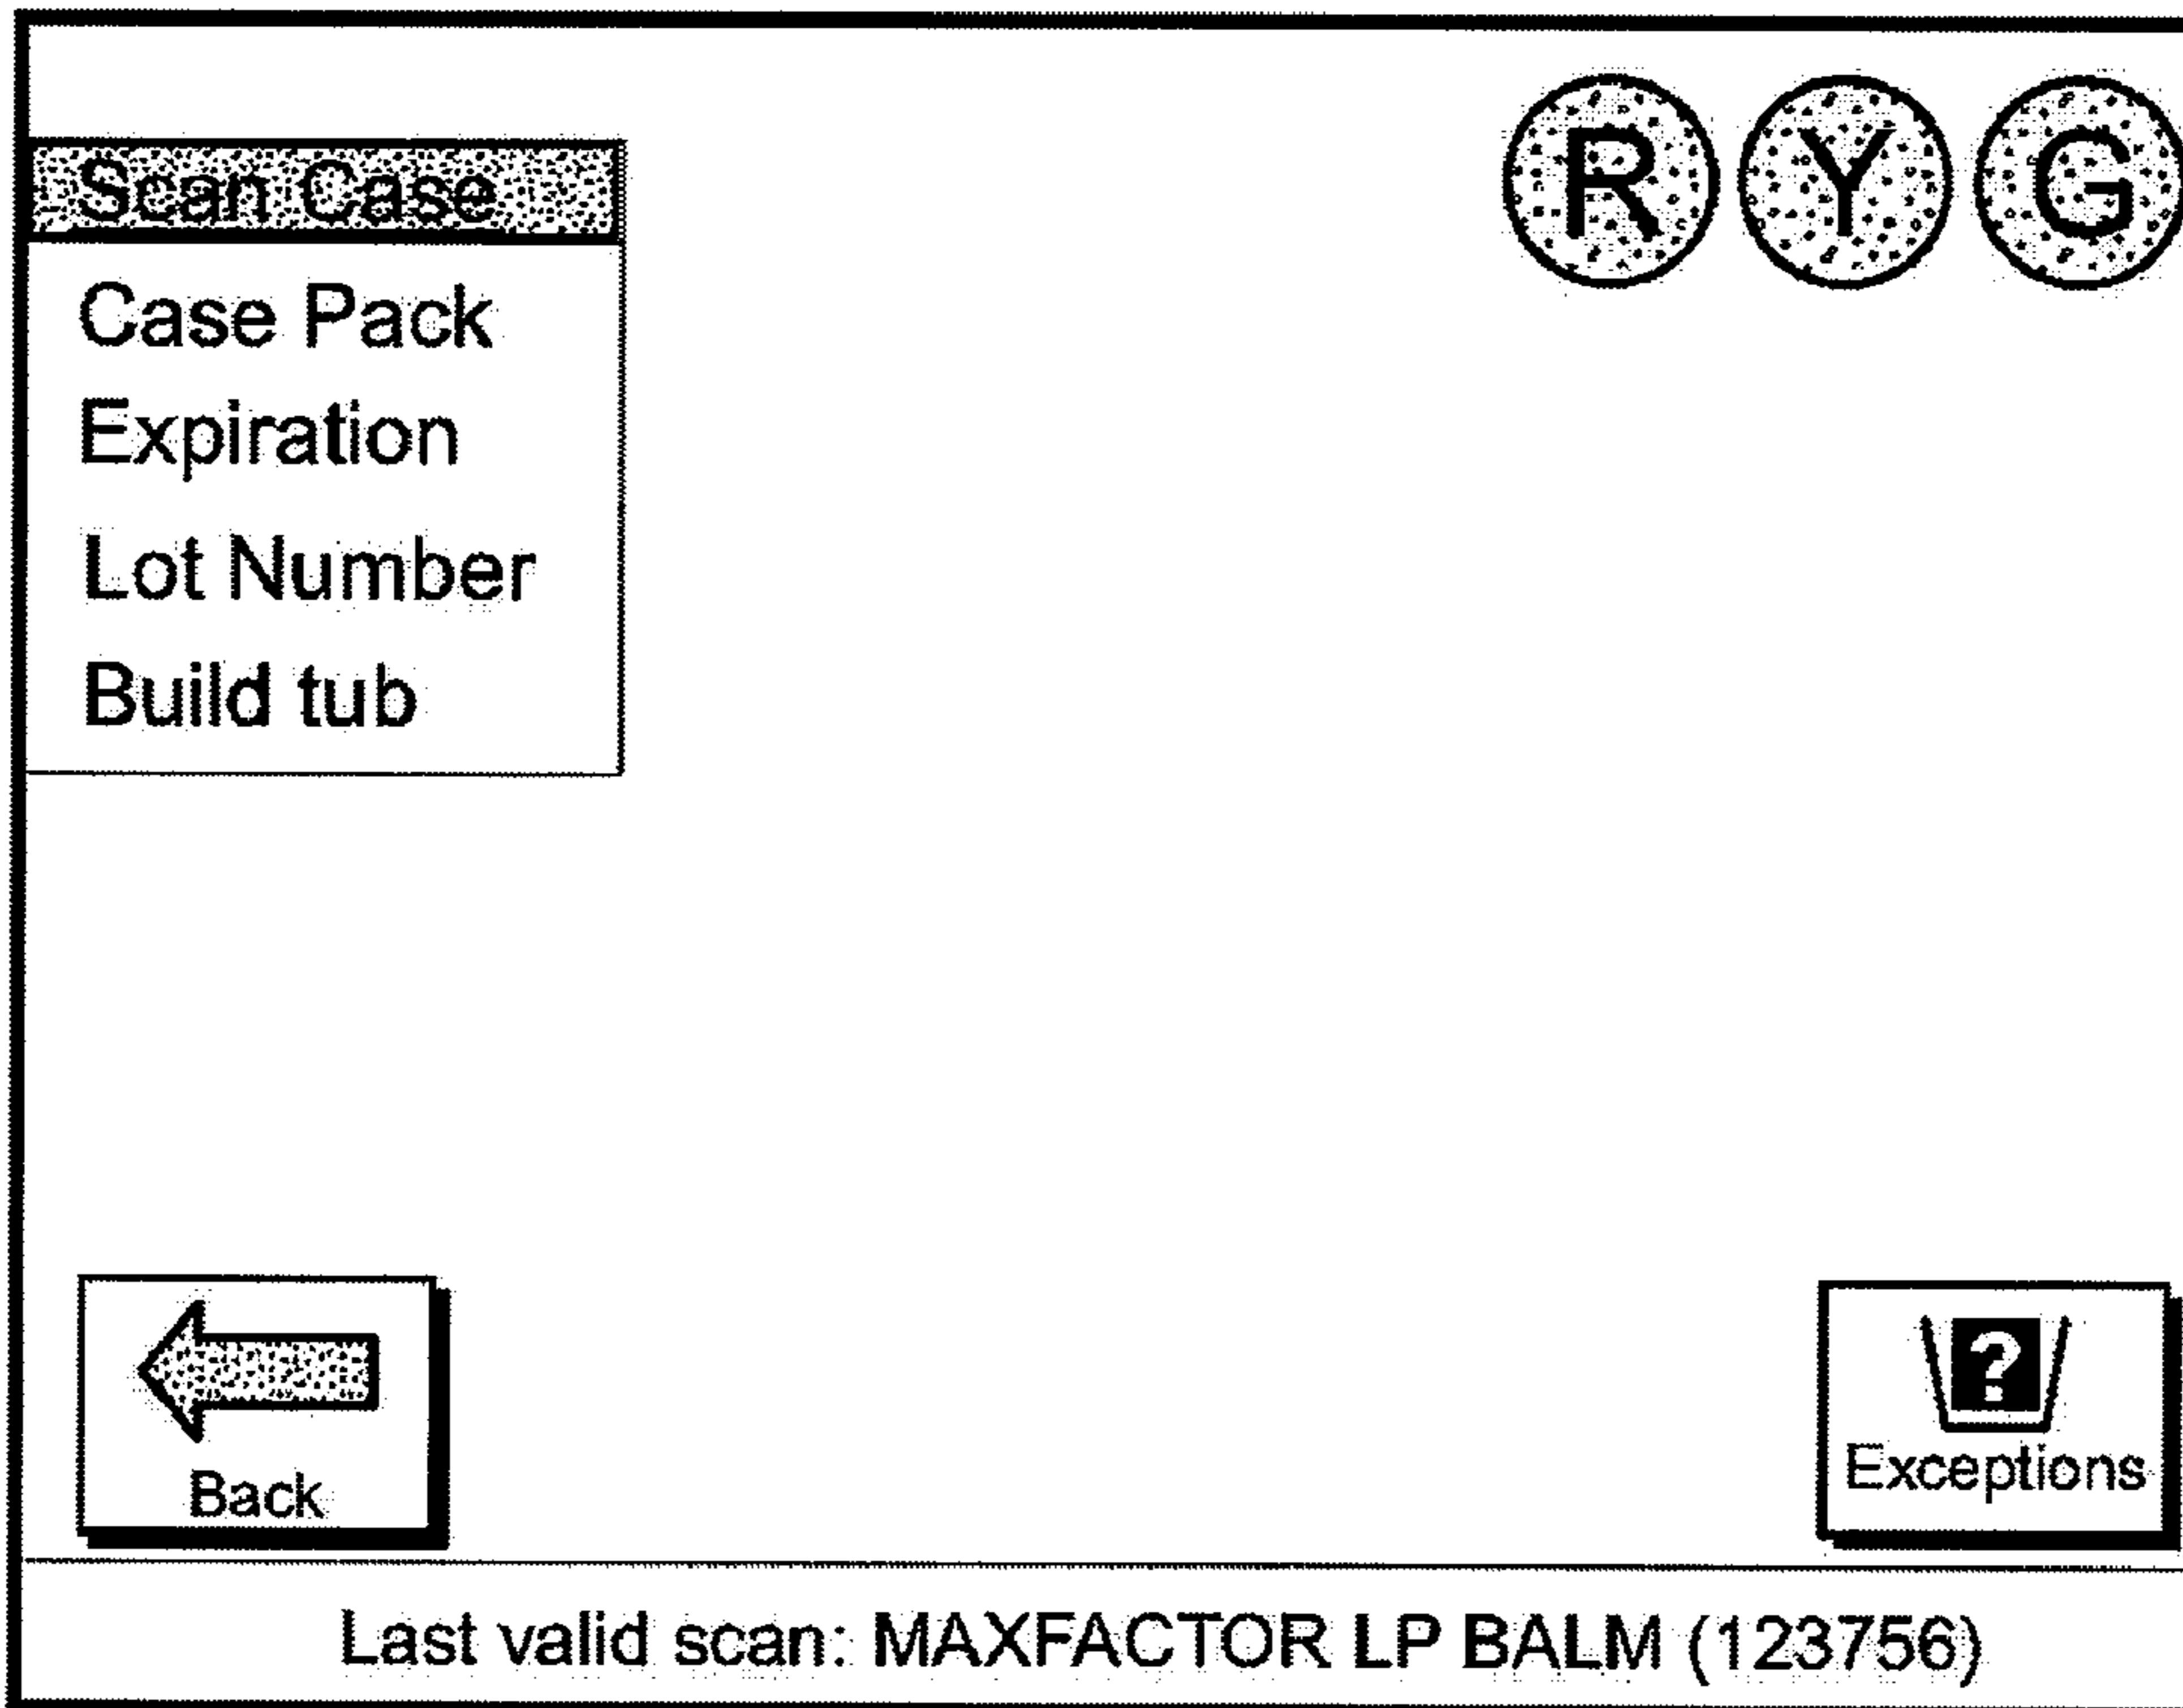 Scan Case
R Y G
Case Pack
Expiration
Lot Number
Build tub
?
Back
Exceptions
Last valid scan: MAXFACTOR LP BALM (123756)